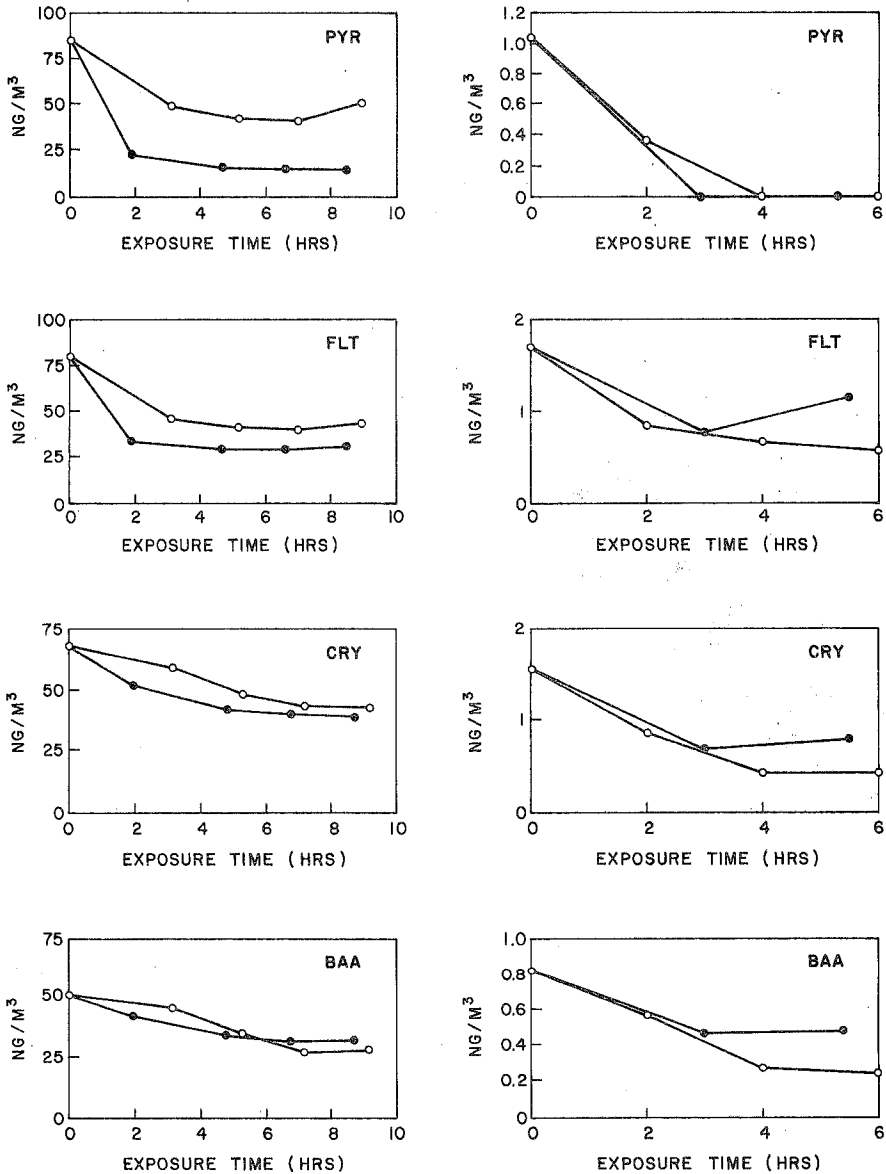 PYR
NG/M³
100
75
50
25
0
0 2 4 6 8 10
EXPOSURE TIME (HRS)
PYR
NG/M³
1.2
1.0
0.8
0.6
0.4
0.2
0
0 2 4 6
EXPOSURE TIME (HRS)
FLT
NG/M³
100
75
50
25
0
0 2 4 6 8 10
EXPOSURE TIME (HRS)
FLT
NG/M³
2
1
0
0 2 4 6
EXPOSURE TIME (HRS)
CRY
NG/M³
75
50
25
0
0 2 4 6 8 10
EXPOSURE TIME (HRS)
CRY
NG/M³
2
1
0
0 2 4 6
EXPOSURE TIME (HRS)
BAA
NG/M³
75
50
25
0
0 2 4 6 8 10
EXPOSURE TIME (HRS)
BAA
NG/M³
1.0
0.8
0.6
0.4
0.2
0
0 2 4 6
EXPOSURE TIME (HRS)